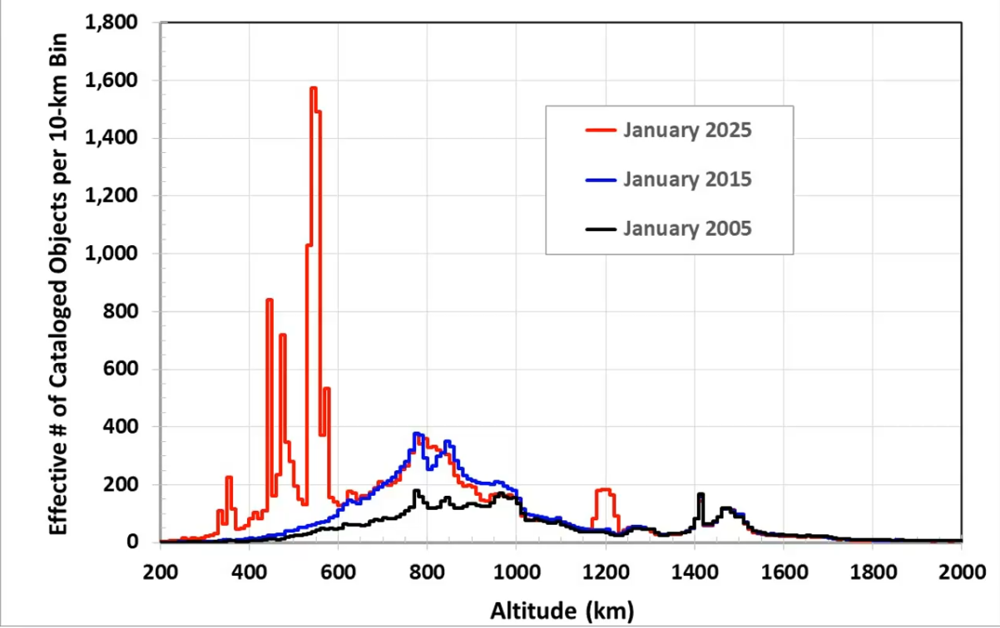 Effective # of Cataloged Objects per 10-km Bin
1,800
1,600
1,400
1,200
1,000
800
600
400
200
0
January 2025
January 2015
January 2005
200 400 600 800 1000 1200 1400 1600 1800 2000
Altitude (km)